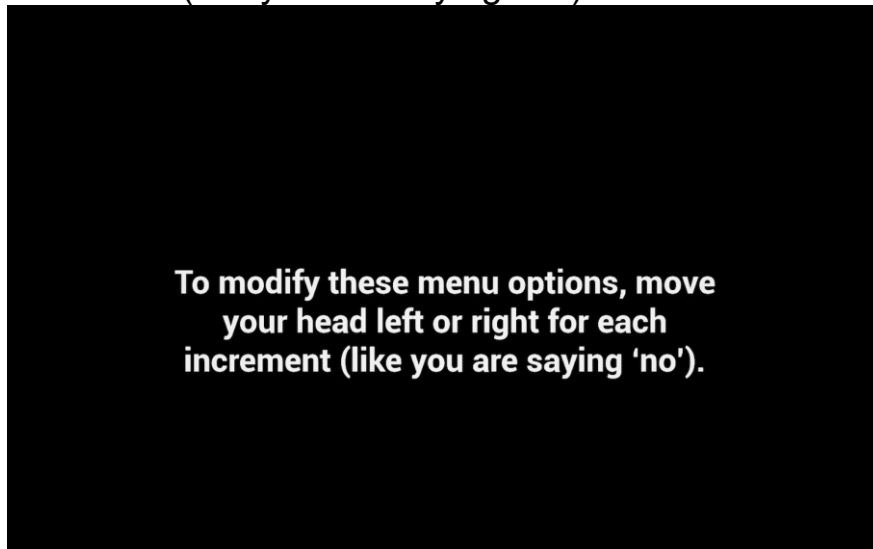 To modify these menu options, move
your head left or right for each
increment (like you are saying ‘no’).